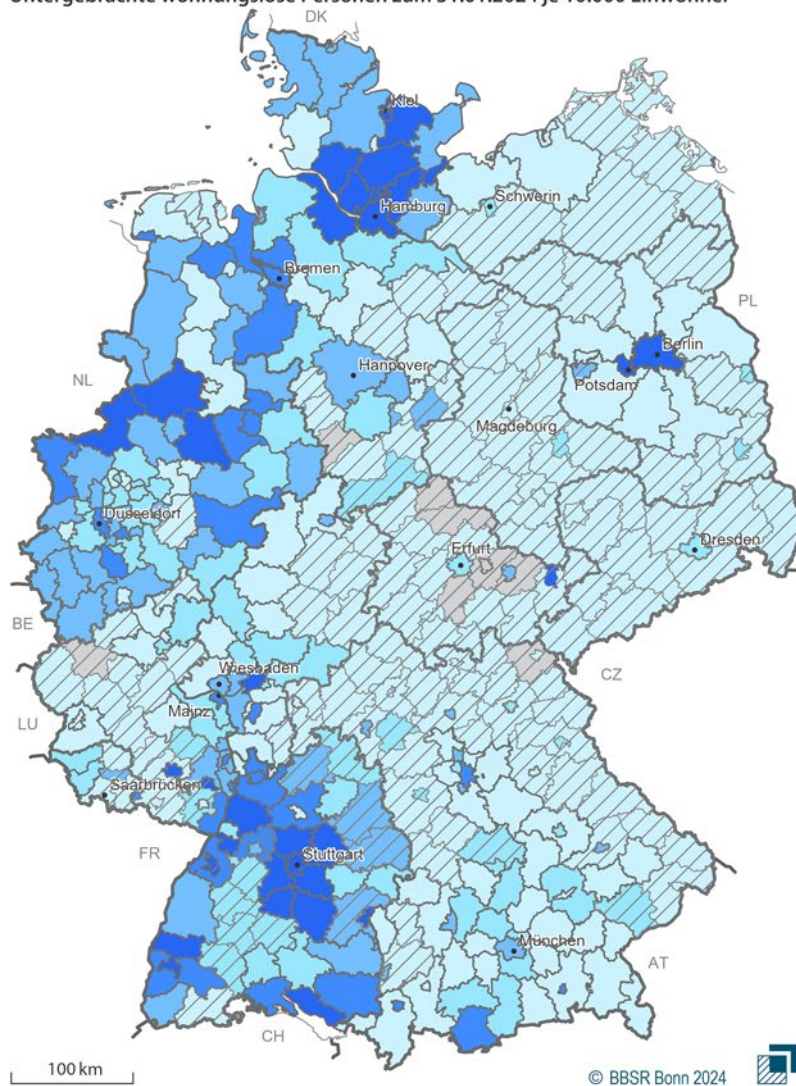 Untergebrachte wohnungslose Personen zum 31.01.2024 je 10.000 Einwohner
DK
Kiel
Schwerin
Hamburg
Bremen
PL
Berlin
Hannover
Potsdam
NL
Magdeburg
Düsseldorf
Dresden
Erfurt
BE
Wiesbaden
CZ
Mainz
LU
Saarbrücken
FR
Stuttgart
München
AT
CH
100 km
© BBSR Bonn 2024